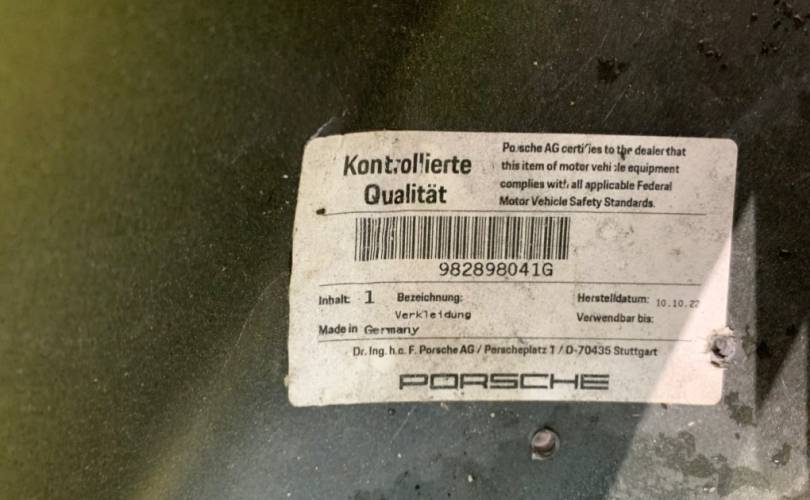 Kontrollierte
Qualität
Porsche AG certifies to the dealer that
this item of motor vehicle equipment
complies with all applicable Federal
Motor Vehicle Safety Standards.
982898041G
Inhalt: 1 Bezeichnung: Herstelldatum: 10.10.22
Verkleidung Verwendbar bis:
Made in Germany
Dr. Ing. h.c. F. Porsche AG / Porscheplatz 1 / D-70435 Stuttgart
PORSCHE